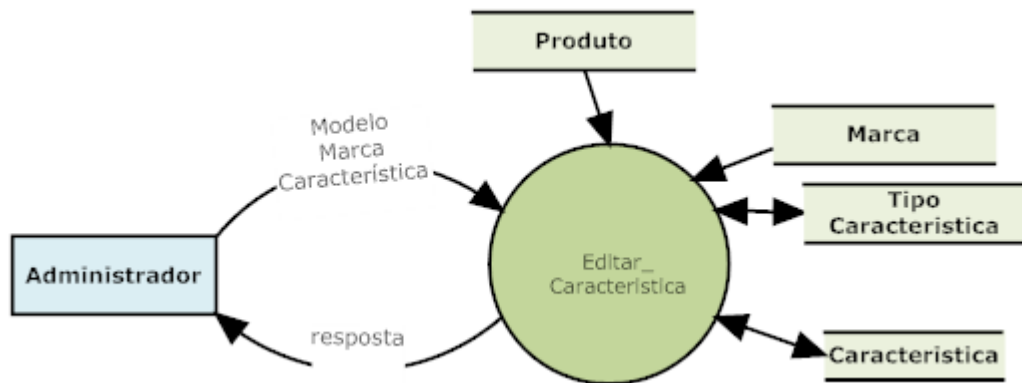 Produto
Modelo
Marca
Característica
Marca
Tipo
Caracteristica
Administrador
Editar_
Caracteristica
resposta
Caracteristica